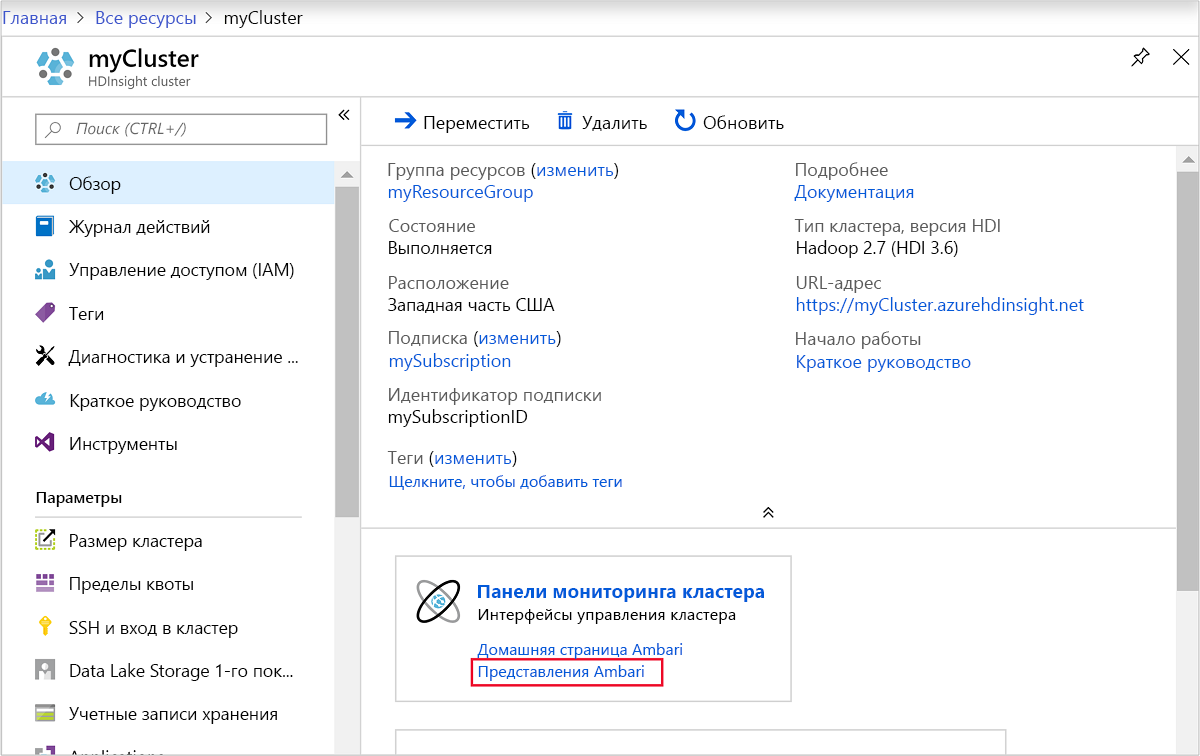 Главная > Все ресурсы > myCluster
myCluster
HDInsight cluster
Поиск (CTRL+/)
«
Обзор
Журнал действий
Управление доступом (IAM)
Теги
Диагностика и устранение ...
Краткое руководство
Инструменты
Параметры
Размер кластера
Пределы квоты
SSH и вход в кластер
Data Lake Storage 1-го пок...
Учетные записи хранения
Applications
Переместить
Удалить
Обновить
Группа ресурсов (изменить)
myResourceGroup
Состояние
Выполняется
Расположение
Западная часть США
Подписка (изменить)
mySubscription
Идентификатор подписки
mySubscriptionID
Теги (изменить)
Щелкните, чтобы добавить теги
Подробнее
Документация
Тип кластера, версия HDI
Hadoop 2.7 (HDI 3.6)
URL-адрес
https://myCluster.azurehdinsight.net
Начало работы
Краткое руководство
Панели мониторинга кластера
Интерфейсы управления кластера
Домашняя страница Ambari
Представления Ambari